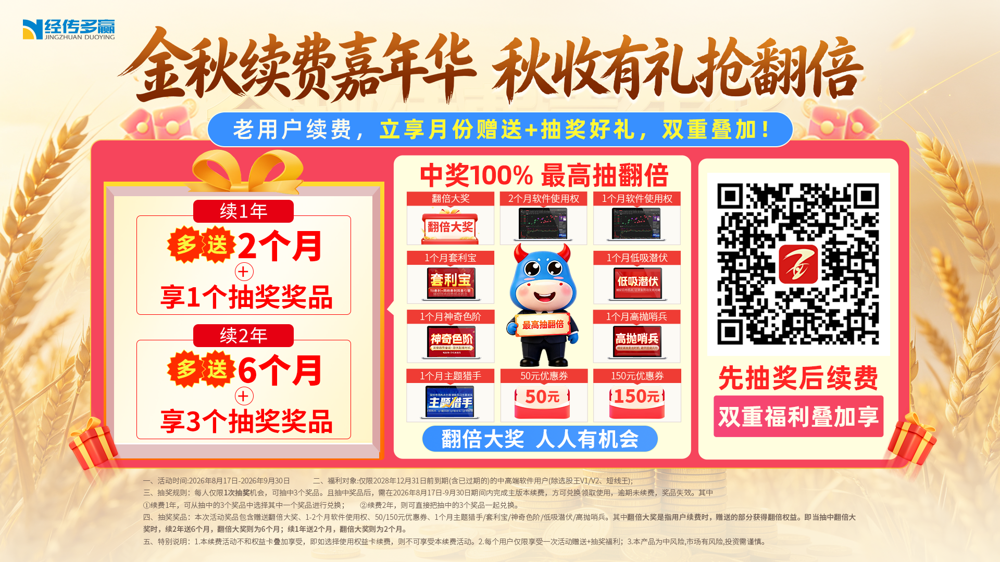 经传多赢
JINGZHUAN DUOYING
金秋续费嘉年华 秋收有礼抢翻倍
老用户续费，立享月份赠送+抽奖好礼，双重叠加！
续1年
多送2个月
+
享1个抽奖奖品
续2年
多送6个月
+
享3个抽奖奖品
中奖100% 最高抽翻倍
翻倍大奖
翻倍大奖
2个月软件使用权
1个月软件使用权
1个月套利宝
套利宝
1个月低吸潜伏
低吸潜伏
1个月神奇色阶
神奇色阶
最高抽翻倍
1个月高抛哨兵
高抛哨兵
1个月主题猎手
主题猎手
50元优惠券
50元
150元优惠券
150元
翻倍大奖 人人有机会
先抽奖后续费
双重福利叠加享
一、活动时间:2026年8月17日-2026年9月30日 二、福利对象:仅限2028年12月31日前到期(含已过期的)的中高端软件用户(除选股王V1/V2、短线王);
三、抽奖规则：每人仅限1次抽奖机会，可抽中3个奖品。且抽中奖品后，需在2026年8月17日-9月30日期间内完成主版本续费，方可兑换领取使用，逾期未续费，奖品失效。其中
①续费1年，可从抽中的3个奖品中选择其中一个奖品进行兑换； ②续费2年，则可直接把抽中的3个奖品一起兑换。
四、抽奖奖品：本次活动奖品包含赠送翻倍大奖、1-2个月软件使用权、50/150元优惠券、1个月主题猎手/套利宝/神奇色阶/低吸潜伏/高抛哨兵。其中翻倍大奖是指用户续费时，赠送的部分获得翻倍权益。即当抽中翻倍大
奖时，续2年送6个月，翻倍大奖则为6个月；续1年送2个月，翻倍大奖则为2个月。
五、特别说明：1.本续费活动不和权益卡叠加享受，即如选择使用权益卡续费，则不可享受本续费活动。2.每个用户仅限享受一次活动赠送+抽奖福利；3.本产品为中风险,市场有风险,投资需谨慎。